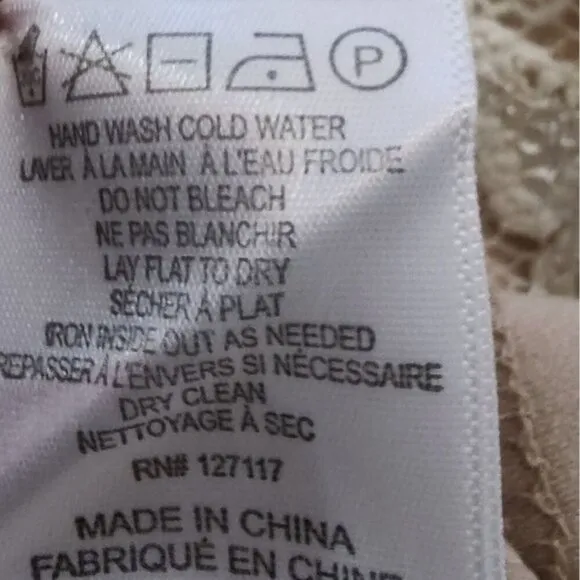 P
HAND WASH COLD WATER
LAVER À LA MAIN À L'EAU FROIDE
DO NOT BLEACH
NE PAS BLANCHIR
LAY FLAT TO DRY
SÉCHER À PLAT
IRON INSIDE OUT AS NEEDED
REPASSER À L'ENVERS SI NÉCESSAIRE
DRY CLEAN
NETTOYAGE À SEC
RN# 127117
MADE IN CHINA
FABRIQUÉ EN CHINE